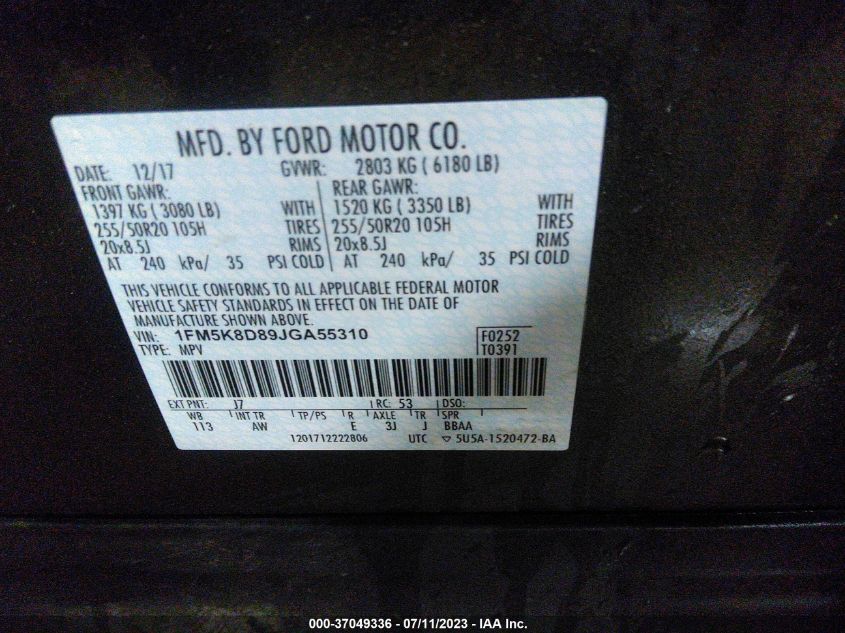 MFD. BY FORD MOTOR CO.
DATE: 12/17 GVWR: 2803 KG ( 6180 LB)
FRONT GAWR: REAR GAWR:
1397 KG ( 3080 LB) WITH 1520 KG ( 3350 LB) WITH
255/50R20 105H TIRES 255/50R20 105H TIRES
20x8.5J RIMS 20x8.5J RIMS
AT 240 kPa/ 35 PSI COLD AT 240 kPa/ 35 PSI COLD
THIS VEHICLE CONFORMS TO ALL APPLICABLE FEDERAL MOTOR
VEHICLE SAFETY STANDARDS IN EFFECT ON THE DATE OF
MANUFACTURE SHOWN ABOVE.
VIN: 1FM5K8D89JGA55310 F0252
TYPE: MPV T0391
EXT PNT: J7 RC: 53 DSO:
WB INT TR TP/PS R AXLE TR SPR
113 AW E 3J J BBAA
1201712222806 UTC ▽ 5U5A-1520472-BA
000-37049336 - 07/11/2023 - IAA Inc.